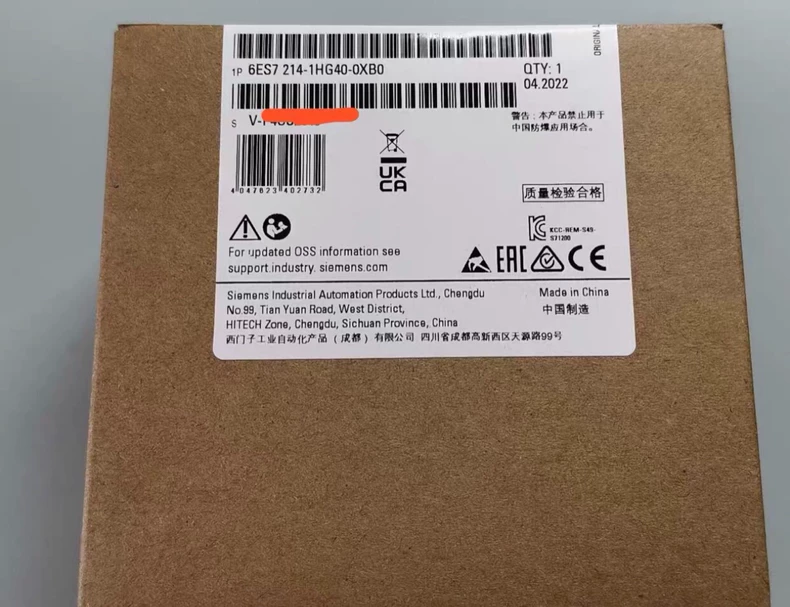 ORIGINAL
1P 6ES7 214-1HG40-0XB0
QTY: 1
04.2022
S V-
警告：本产品禁止用于
中国防爆应用场合。
4 047623 402732
UK
CA
质量检验合格
KCC-REM-S49-
S71200
For updated OSS information see
support.industry. siemens.com
EAC
CE
Siemens Industrial Automation Products Ltd., Chengdu
No.99, Tian Yuan Road, West District,
HITECH Zone, Chengdu, Sichuan Province, China
Made in China
中国制造
西门子工业自动化产品（成都）有限公司 四川省成都高新西区天源路99号